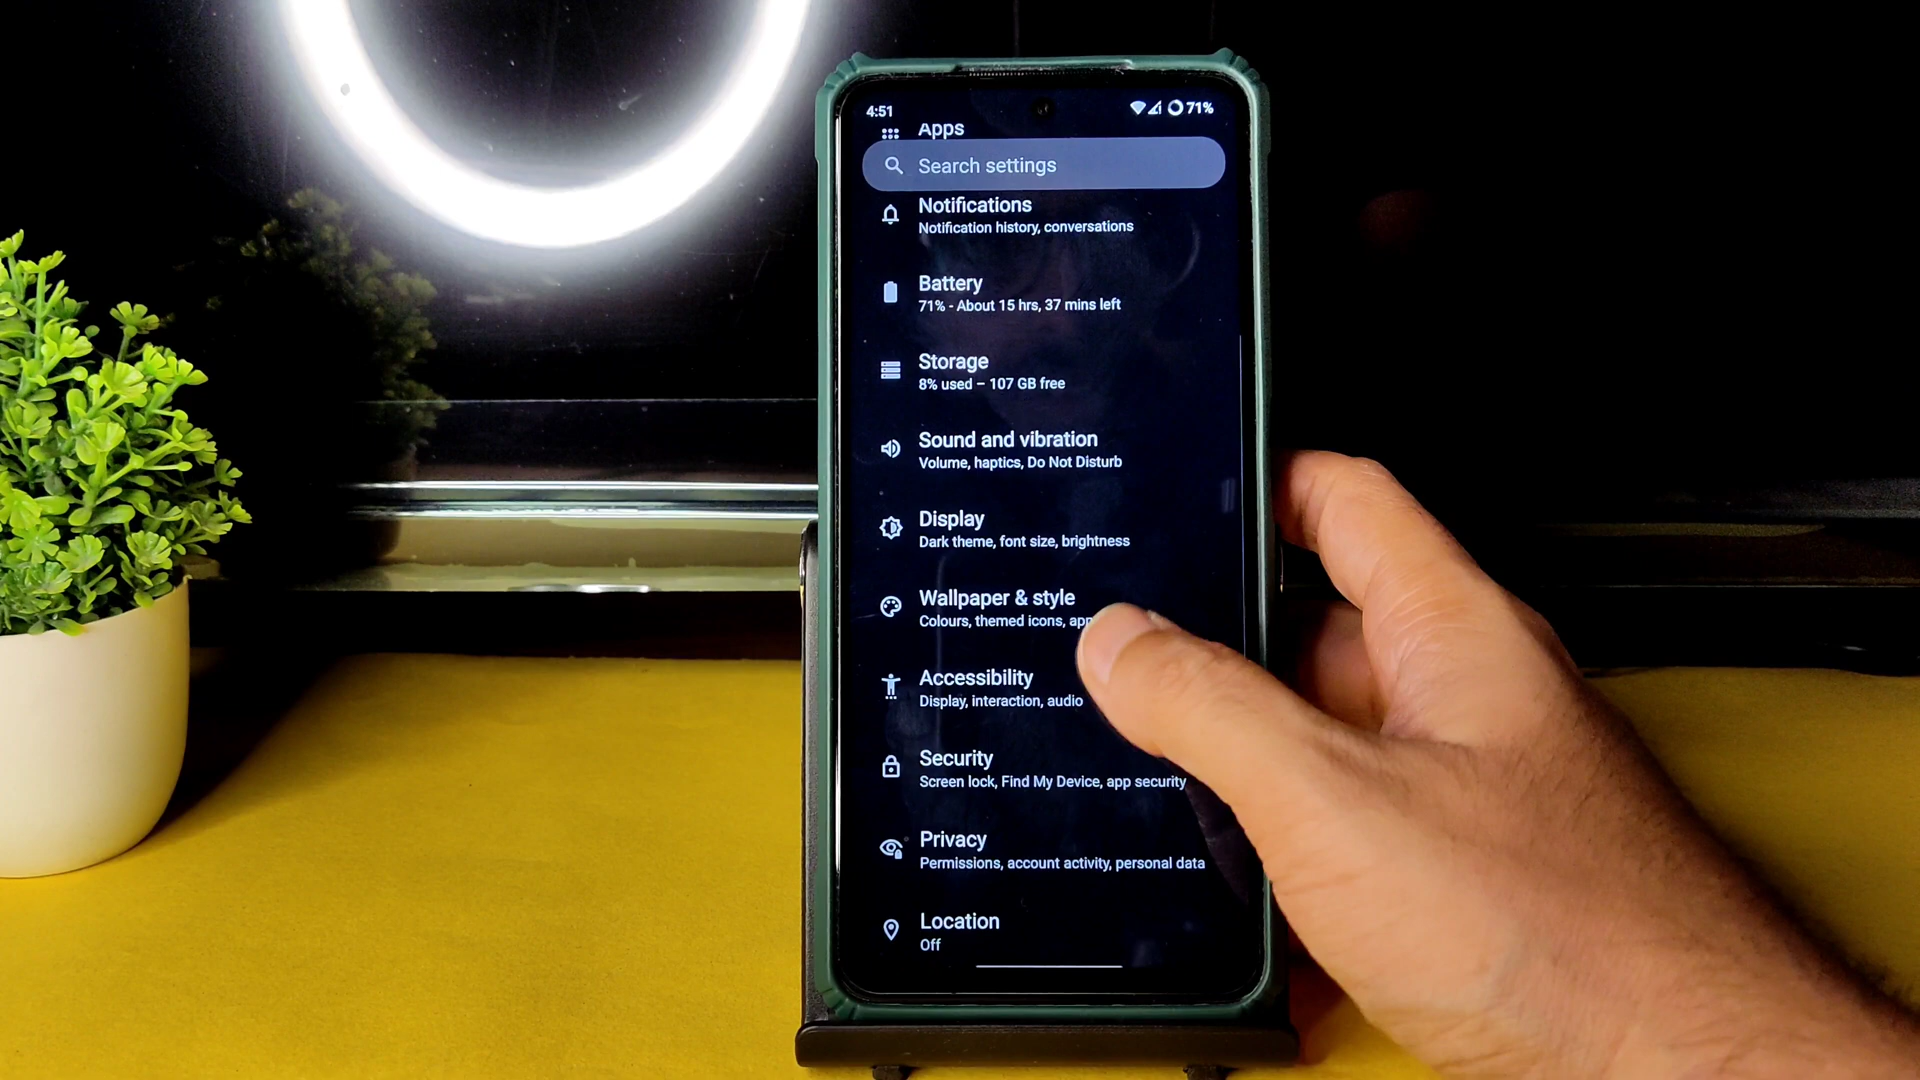 4:51
71%
Apps
Search settings
Notifications
Notification history, conversations
Battery
71% - About 15 hrs, 37 mins left
Storage
8% used – 107 GB free
Sound and vibration
Volume, haptics, Do Not Disturb
Display
Dark theme, font size, brightness
Wallpaper & style
Colours, themed icons,
Accessibility
Display, interaction, audio
Security
Screen lock, Find My Device, app security
Privacy
Permissions, account activity, personal data
Location
Off